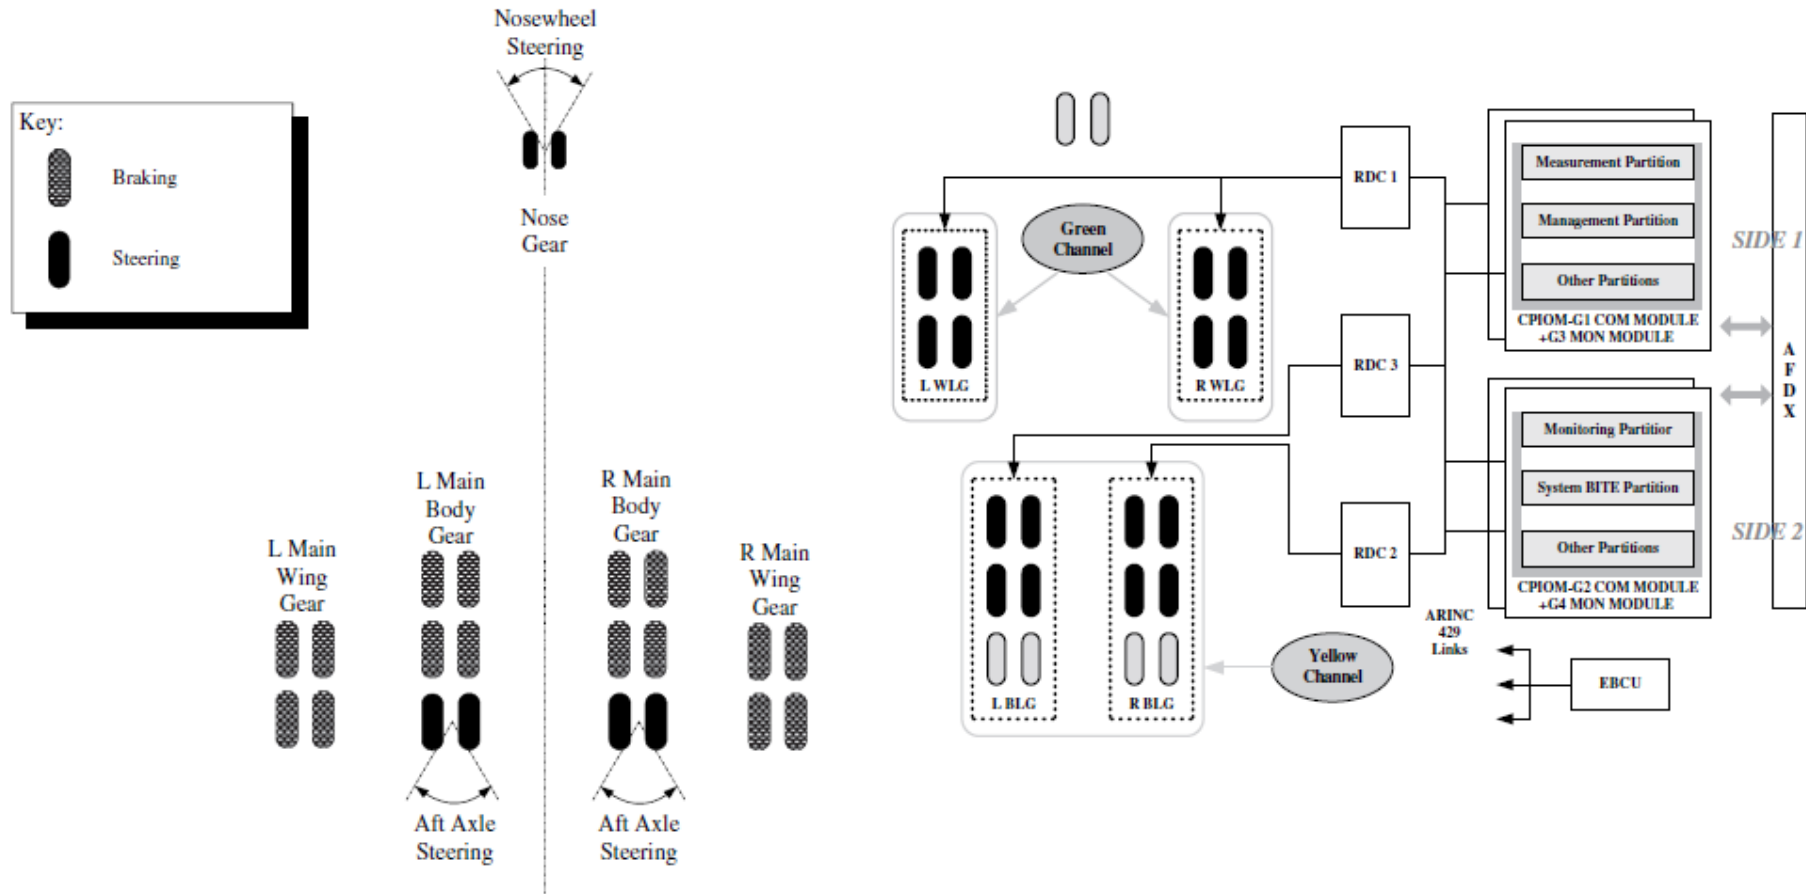 Nosewheel
Steering
Key:
Braking
Steering
Nose
Gear
L Main
Body
Gear
R Main
Body
Gear
L Main
Wing
Gear
R Main
Wing
Gear
Aft Axle
Steering
Aft Axle
Steering
RDC 1
Green
Channel
L WLG
R WLG
RDC 3
RDC 2
L BLG
R BLG
Yellow
Channel
Measurement Partition
Management Partition
Other Partitions
CPIOM-G1 COM MODULE
+G3 MON MODULE
SIDE 1
A
F
D
X
Monitoring Partitior
System BITE Partition
Other Partitions
CPIOM-G2 COM MODULE
+G4 MON MODULE
SIDE 2
ARINC
429
Links
EBCU